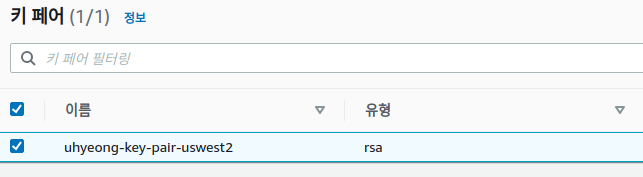 키 페어 (1/1) 정보
키 페어 필터링
이름 유형
uhyeong-key-pair-uswest2 rsa